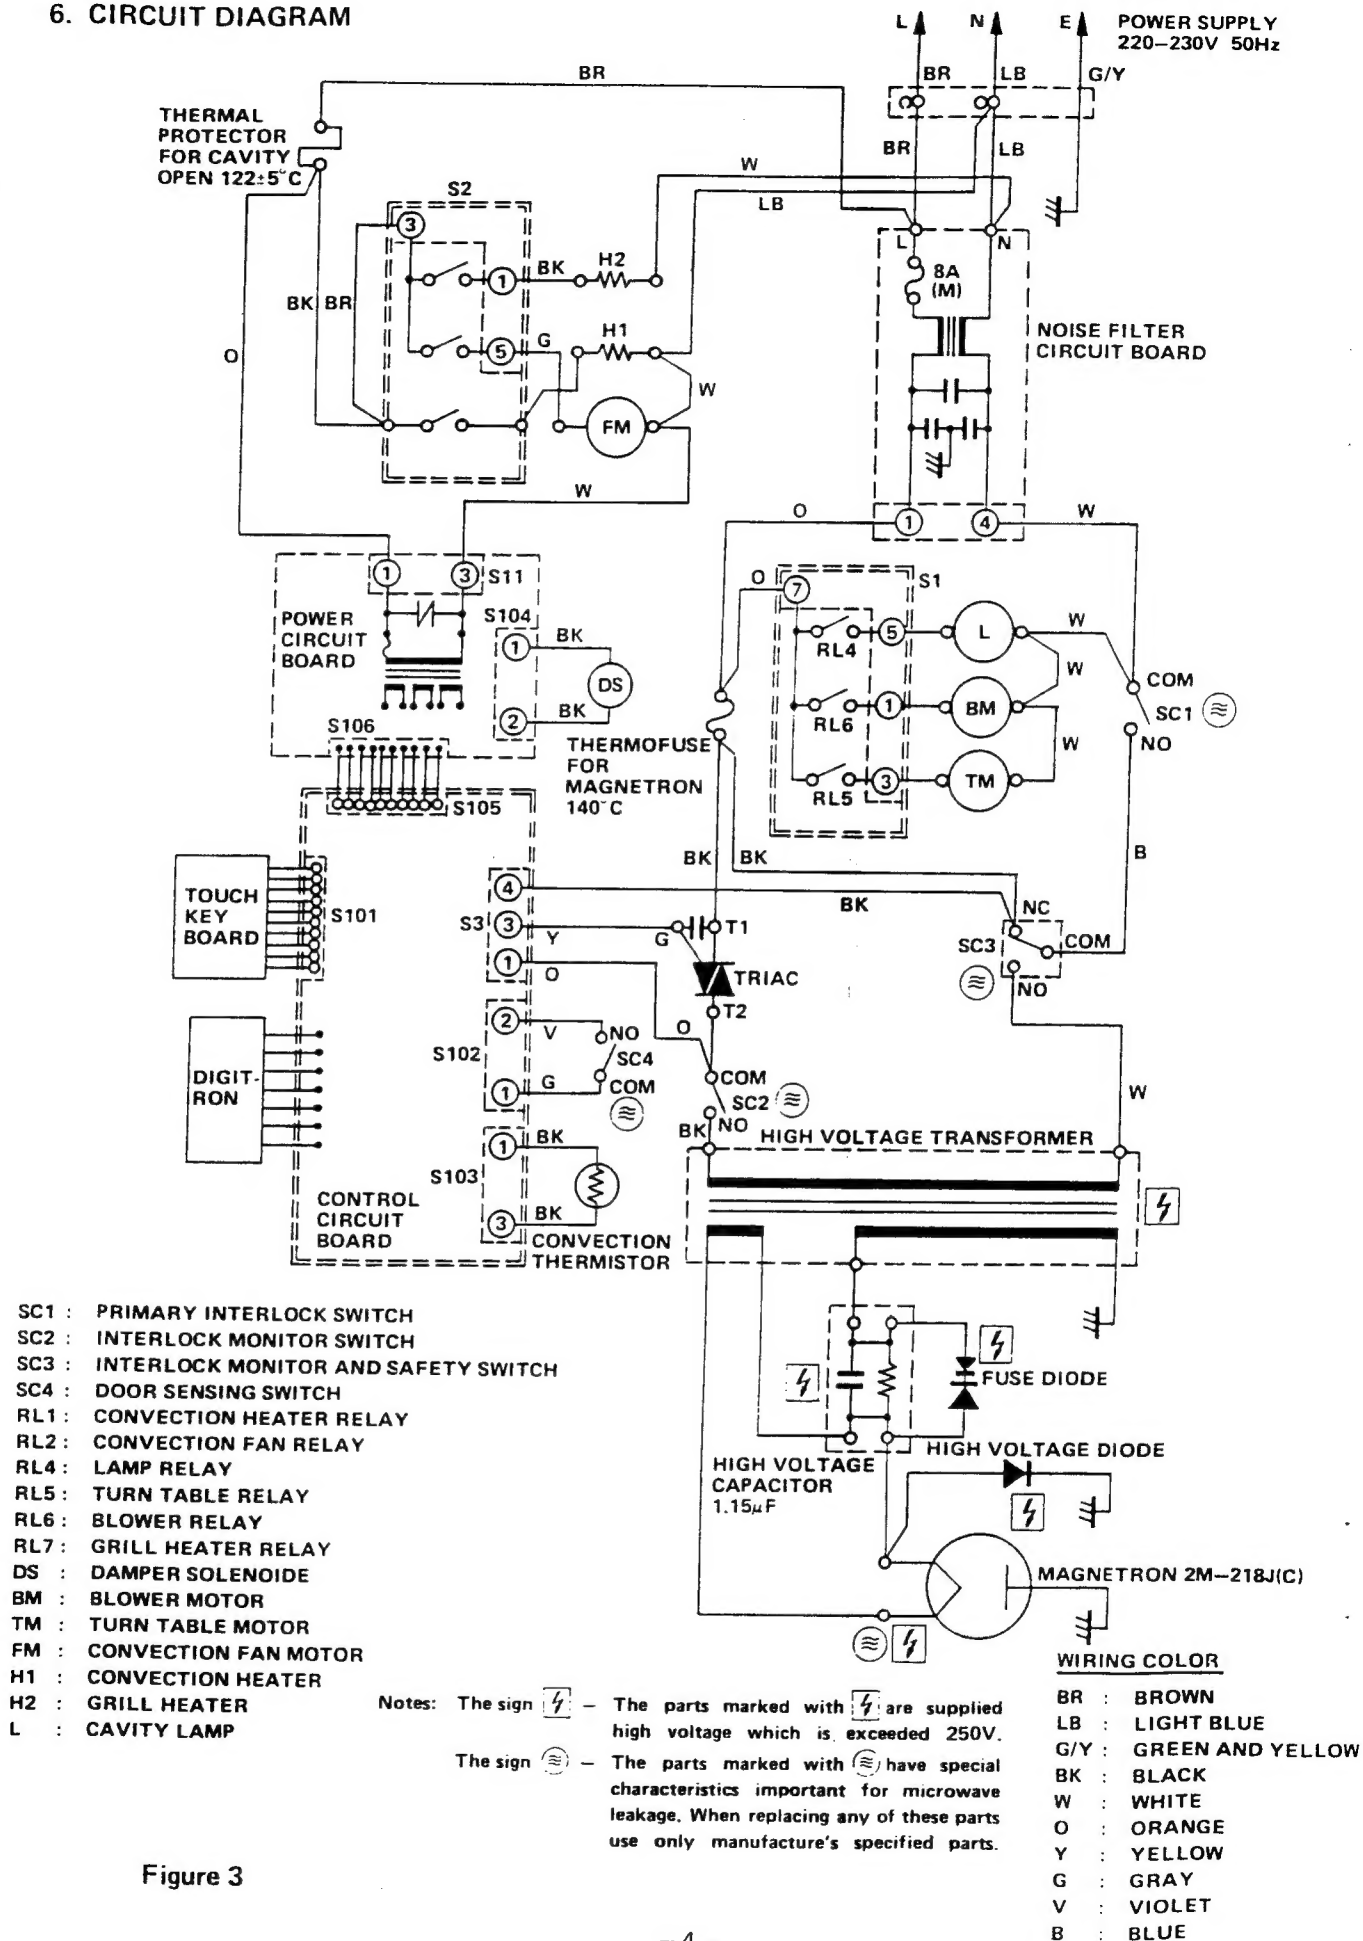 6. CIRCUIT DIAGRAM
L
N
E
POWER SUPPLY
220–230V 50Hz
BR
BR
LB
G/Y
THERMAL
PROTECTOR
FOR CAVITY
OPEN 122±5°C
BR
LB
W
S2
LB
3
L
N
BK
H2
1
8A
(M)
BK
BR
G
H1
5
NOISE FILTER
CIRCUIT BOARD
O
W
FM
W
O
1
4
W
1
3
S11
O
7
S1
POWER
CIRCUIT
BOARD
S104
1
BK
RL4
5
L
W
DS
W
COM
SC1
NO
2
BK
RL6
1
BM
S106
THERMOFUSE
FOR
MAGNETRON
140°C
W
RL5
3
TM
S105
TOUCH
KEY
BOARD
S101
BK
BK
B
4
BK
NC
S3
3
Y
G
T1
SC3
COM
1
O
TRIAC
NO
T2
2
V
NO
O
S102
SC4
COM
1
G
COM
SC2
NO
DIGIT-
RON
W
BK
HIGH VOLTAGE TRANSFORMER
1
BK
S103
3
BK
CONTROL
CIRCUIT
BOARD
CONVECTION
THERMISTOR
SC1 : PRIMARY INTERLOCK SWITCH
SC2 : INTERLOCK MONITOR SWITCH
SC3 : INTERLOCK MONITOR AND SAFETY SWITCH
SC4 : DOOR SENSING SWITCH
RL1 : CONVECTION HEATER RELAY
RL2 : CONVECTION FAN RELAY
RL4 : LAMP RELAY
RL5 : TURN TABLE RELAY
RL6 : BLOWER RELAY
RL7 : GRILL HEATER RELAY
DS : DAMPER SOLENOIDE
BM : BLOWER MOTOR
TM : TURN TABLE MOTOR
FM : CONVECTION FAN MOTOR
H1 : CONVECTION HEATER
H2 : GRILL HEATER
L : CAVITY LAMP
FUSE DIODE
HIGH VOLTAGE
CAPACITOR
1.15µF
HIGH VOLTAGE DIODE
MAGNETRON 2M–218J(C)
Notes: The sign – The parts marked with are supplied
high voltage which is exceeded 250V.
The sign – The parts marked with have special
characteristics important for microwave
leakage. When replacing any of these parts
use only manufacture's specified parts.
WIRING COLOR
BR : BROWN
LB : LIGHT BLUE
G/Y : GREEN AND YELLOW
BK : BLACK
W : WHITE
O : ORANGE
Y : YELLOW
G : GRAY
V : VIOLET
B : BLUE
Figure 3
– 4 –